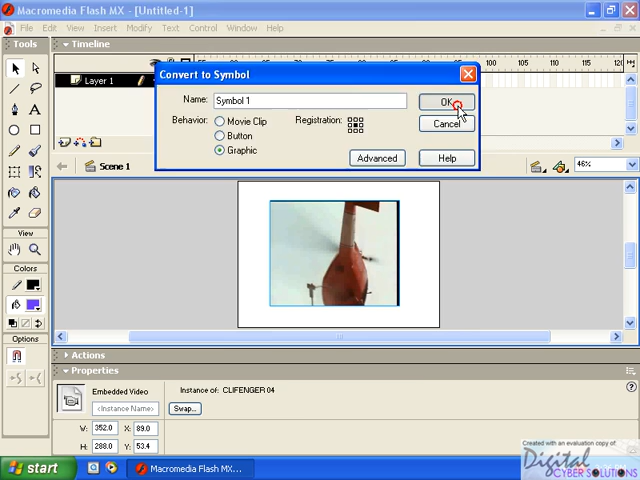 Macromedia Flash MX - [Untitled-1]
File Edit View Insert Modify Text Control Window Help
Tools
Timeline
Layer 1
Convert to Symbol
Name: Symbol 1
OK
Behavior: Movie Clip
Registration:
Cancel
Button
Graphic
Advanced
Help
Scene 1
46%
View
Colors
Options
Actions
Properties
Embedded Video
Instance of: CLIFENGER 04
<Instance Name>
Swap...
W: 352.0 X: 89.0
H: 288.0 Y: 53.4
Created with an evaluation copy of
Digital
CYBER SOLUTIONS
start
Macromedia Flash MX...